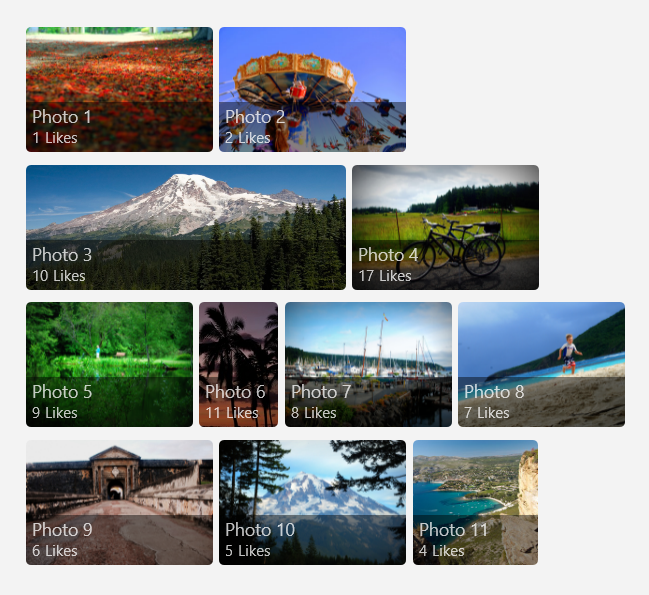 Photo 1
1 Likes
Photo 2
2 Likes
Photo 3
10 Likes
Photo 4
17 Likes
Photo 5
9 Likes
Photo 6
11 Likes
Photo 7
8 Likes
Photo 8
7 Likes
Photo 9
6 Likes
Photo 10
5 Likes
Photo 11
4 Likes